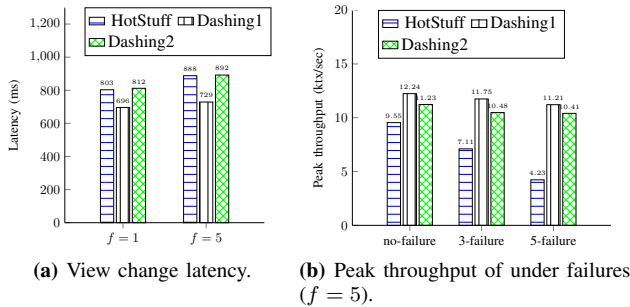 HotStuff Dashing1
Dashing2
1,200
1,000
800
600
400
200
0
Latency (ms)
803
696
812
888
729
892
f = 1 f = 5
(a) View change latency.
HotStuff Dashing1
Dashing2
20
15
10
5
0
Peak throughput (ktx/sec)
9.55
12.24
11.23
7.11
11.75
10.48
4.23
11.21
10.41
no-failure 3-failure 5-failure
(b) Peak throughput of under failures
(f = 5).